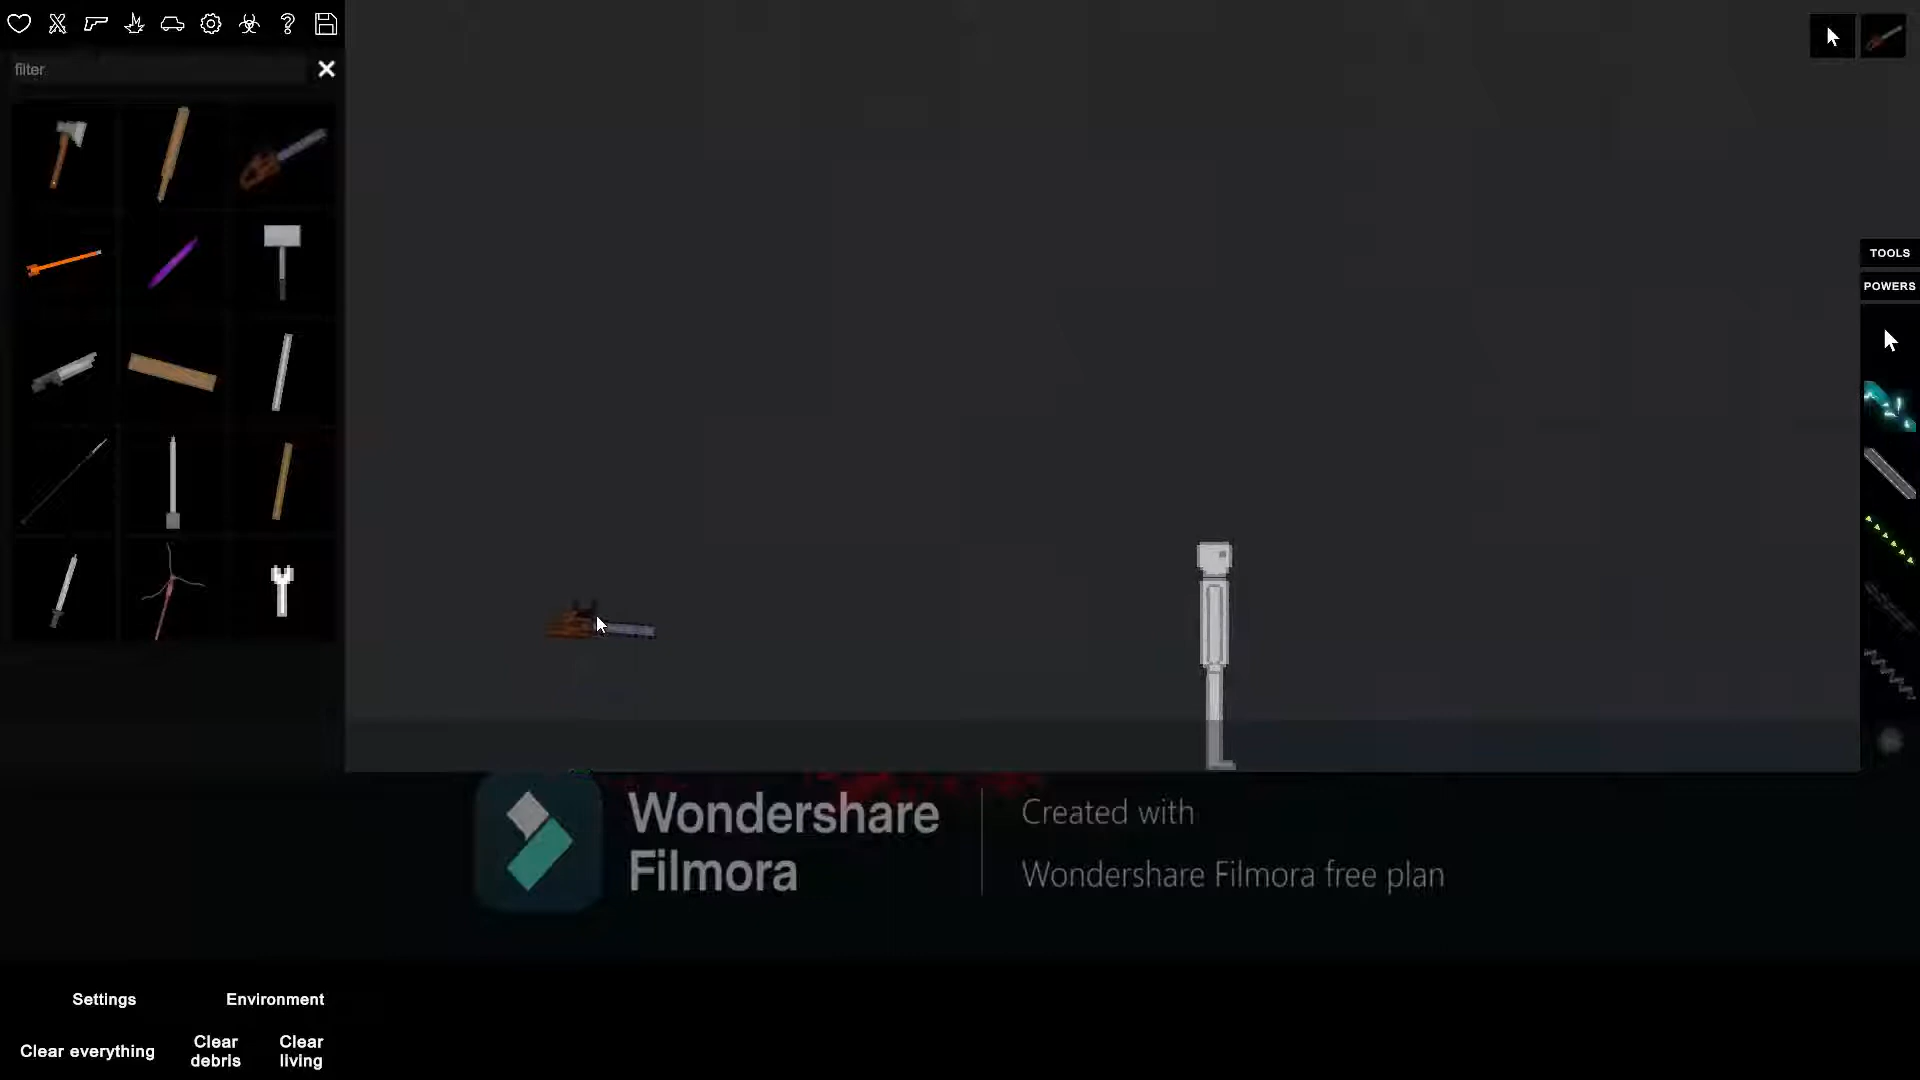 filter
TOOLS
POWERS
Wondershare
Filmora
Created with
Wondershare Filmora free plan
Settings
Environment
Clear everything
Clear
debris
Clear
living